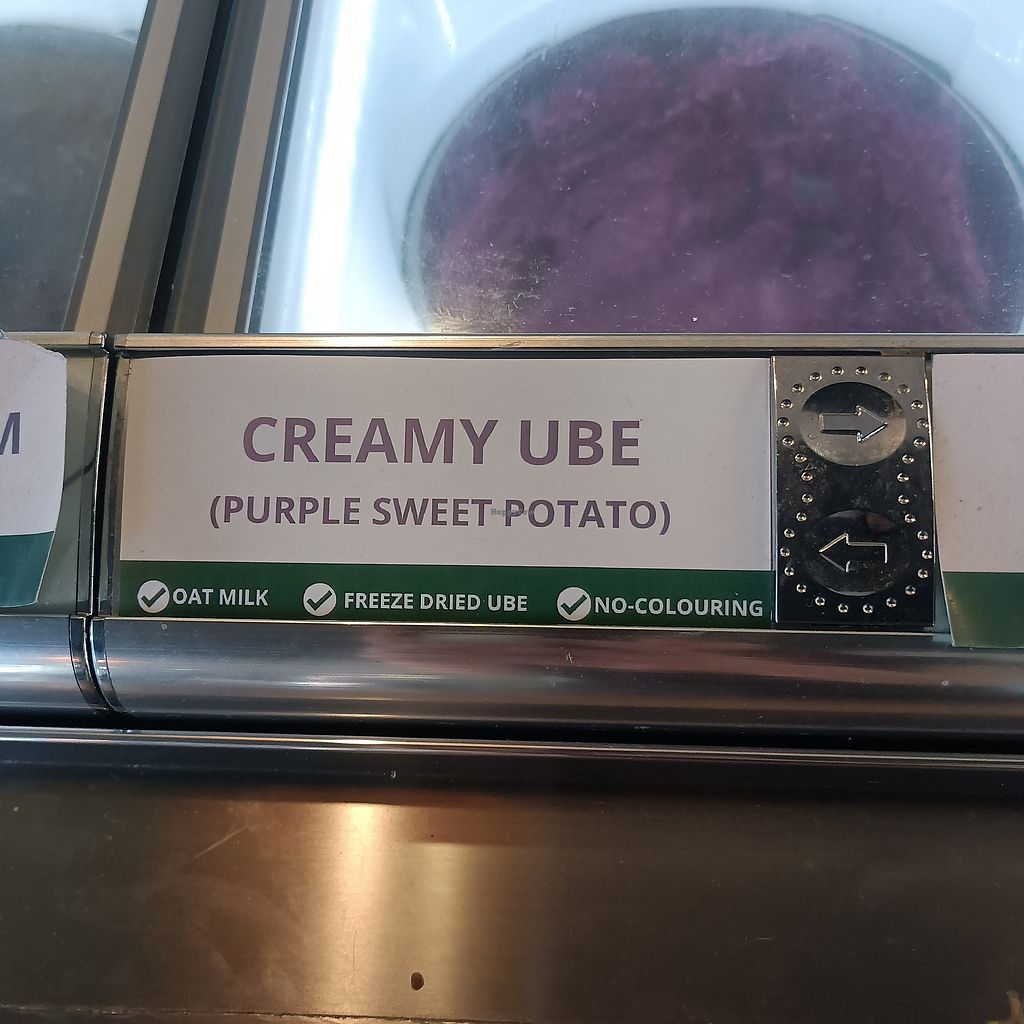 CREAMY UBE
(PURPLE SWEET POTATO)
OAT MILK FREEZE DRIED UBE NO-COLOURING
M